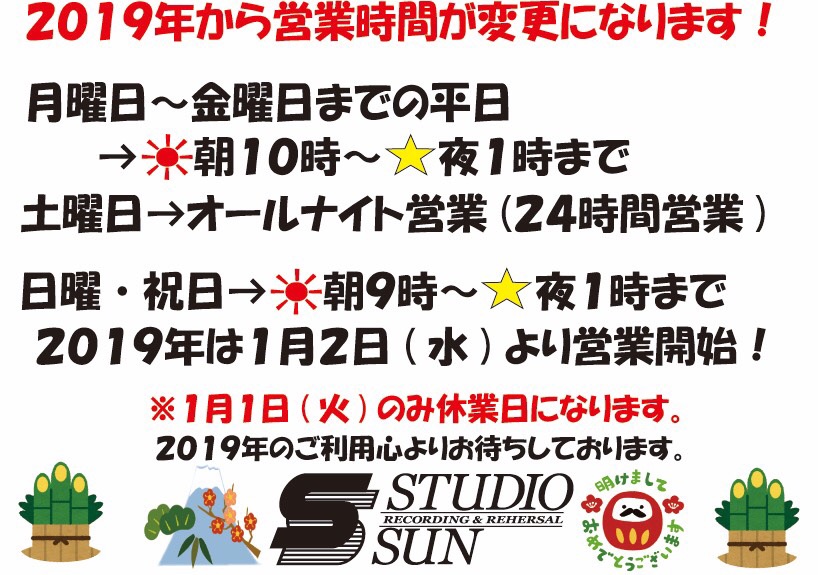 2019年から営業時間が変更になります！
月曜日～金曜日までの平日
→朝10時～夜1時まで
土曜日→オールナイト営業(24時間営業)
日曜・祝日→朝9時～夜1時まで
2019年は1月2日(水)より営業開始！
※1月1日(火)のみ休業日になります。
2019年のご利用心よりお待ちしております。
STUDIO
RECORDING & REHERSAL
SUN
明けまして
おめでとうございます